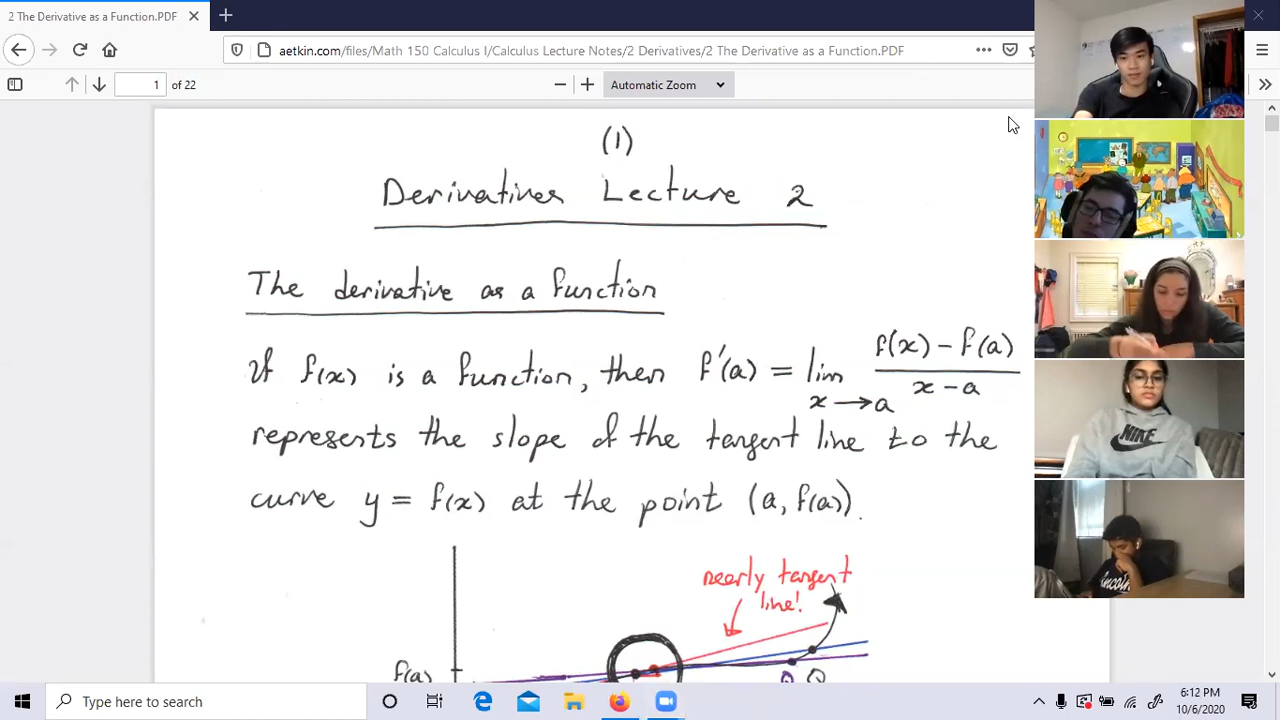 2 The Derivative as a Function.PDF
aetkin.com/files/Math 150 Calculus I/Calculus Lecture Notes/2 Derivatives/2 The Derivative as a Function.PDF
1 of 22
Automatic Zoom
(1)
Derivatives Lecture 2
The derivative as a function
If f(x) is a function, then f'(a) = lim x→a f(x) – f(a) / x – a
represents the slope of the tangent line to the
curve y = f(x) at the point (a, f(a)).
nearly tangent
line!
f(a)
Q
NIKE
Lincoln
Type here to search
6:12 PM
10/6/2020